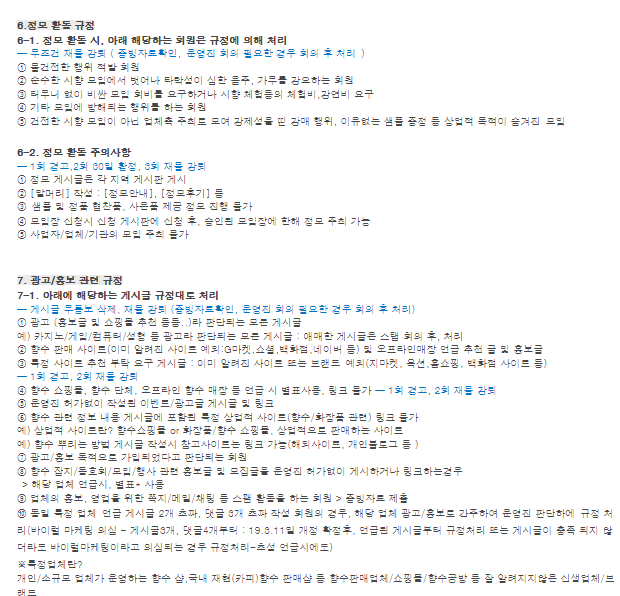 6.정모 활동 규정
6-1. 정모 활동 시, 아래 해당하는 회원은 규정에 의해 처리
― 무조건 재물 강퇴 ( 증빙자료확인, 운영진 회의 필요한 경우 회의 후 처리 )
① 불건전한 행위 적발 회원
② 순수한 시향 모임에서 벗어나 타락성이 심한 음주, 가무를 강요하는 회원
③ 터무니 없이 비싼 모임 회비를 요구하거나 시향 체험등의 체험비,강연비 요구
④ 기타 모임에 방해되는 행위를 하는 회원
⑤ 건전한 시향 모임이 아닌 업체측 주최로 모여 강제성을 띤 강매 행위, 이유없는 샘플 증정 등 상업적 목적이 숨겨진 모임
6-2. 정모 활동 주의사항
― 1회 경고,2회 30일 활정, 3회 재물 강퇴
① 정모 게시글은 각 지역 게시판 게시
② [말머리] 작성 : [정모안내], [정모후기] 등
③ 샘플 및 정품 협찬품, 사은품 제공 정모 진행 불가
④ 모임장 신청시 신청 게시판에 신청 후, 승인된 모임장에 한해 정모 주최 가능
⑤ 사업자/업체/기관의 모임 주최 불가
7. 광고/홍보 관련 규정
7-1. 아래에 해당하는 게시글 규정대로 처리
― 게시글 무통보 삭제, 재물 강퇴 (증빙자료확인, 운영진 회의 필요한 경우 회의 후 처리)
① 광고 (홍보글 및 쇼핑몰 추천 등등..)라 판단되는 모든 게시글
예) 카지노/게임/컴퓨터/성형 등 광고라 판단되는 모든 게시글 : 애매한 게시글은 스탭 회의 후, 처리
② 향수 판매 사이트(이미 알려진 사이트 예외:G마켓,쇼셜,백화점,네이버 등) 및 오프라인매장 연급 추천 글 및 홍보글
③ 특정 사이트 추천 부탁 요구 게시글 : 이미 알려진 사이트 또는 브랜드 예외(지마켓, 옥션,홈쇼핑, 백화점 사이트 등)
― 1회 경고, 2회 재물 강퇴
④ 향수 쇼핑몰, 향수 단체, 오프라인 향수 매장 등 언급 시 별표사용, 링크 불가 ― 1회 경고, 2회 재물 강퇴
⑤ 운영진 허가없이 작성된 이벤트/광고글 게시글 및 링크
⑥ 향수 관련 정보 내용 게시글에 포함된 특정 상업적 사이트(향수/화장품 관련) 링크 불가
예) 상업적 사이트란? 향수쇼핑몰 or 화장품/향수 쇼핑몰, 상업적으로 판매하는 사이트
예) 향수 뿌리는 방법 게시글 작성시 참고사이트는 링크 가능(해외사이트, 개인블로그 등 )
⑦ 광고/홍보 목적으로 가입되었다고 판단되는 회원
⑧ 향수 잡지/동호회/모임/행사 관련 홍보글 및 모집글을 운영진 허가없이 게시하거나 링크하는경우
> 해당 업체 언급시, 별표* 사용
⑨ 업체의 홍보, 영업을 위한 쪽지/메일/채팅 등 스팸 활동을 하는 회원 > 증빙자료 제출
⑩ 동일 특정 업체 언급 게시글 2개 초과, 댓글 3개 초과 작성 회원의 경우, 해당 업체 광고/홍보로 간주하여 운영진 판단하에 규정 처
리(바이럴 마케팅 의심 - 게시글3개, 댓글4개부터 : 19.3.11일 개정 확정후, 언급된 게시글부터 규정처리 또는 게시글이 충족 되지 않
더라도 바이럴마케팅이라고 의심되는 경우 규정처리-초성 언급시에도)
※특정업체란?
개인/소규모 업체가 운영하는 향수 샵,국내 재현(카피)향수 판매샵 등 향수판매업체/쇼핑몰/향수공방 등 잘 알려지지않은 신생업체/브
랜드